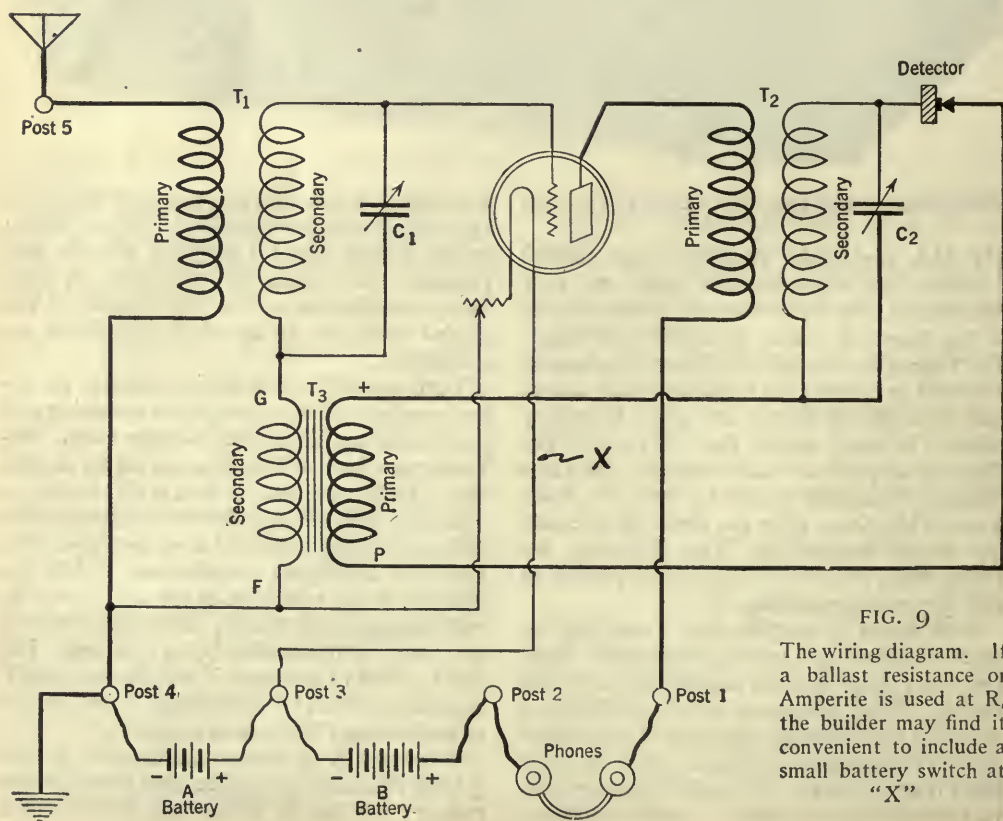 Detector
Post 5
T1
T2
Primary
Secondary
C1
Primary
Secondary
C2
G
T3
+
X
Secondary
Primary
P
F
FIG. 9
The wiring diagram. If
a ballast resistance or
Amperite is used at R,
the builder may find it
convenient to include a
small battery switch at
"X"
Post 4
Post 3
Post 2
Post 1
Phones
- +
A
Battery
- +
B
Battery